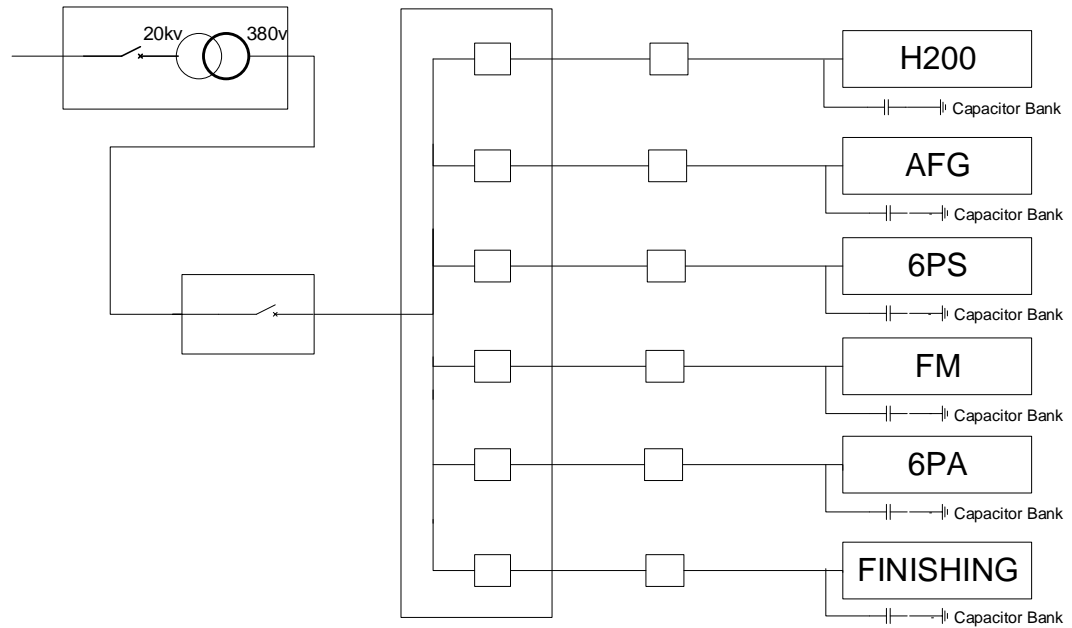 20kv 380v
H200
Capacitor Bank
AFG
Capacitor Bank
6PS
Capacitor Bank
FM
Capacitor Bank
6PA
Capacitor Bank
FINISHING
Capacitor Bank